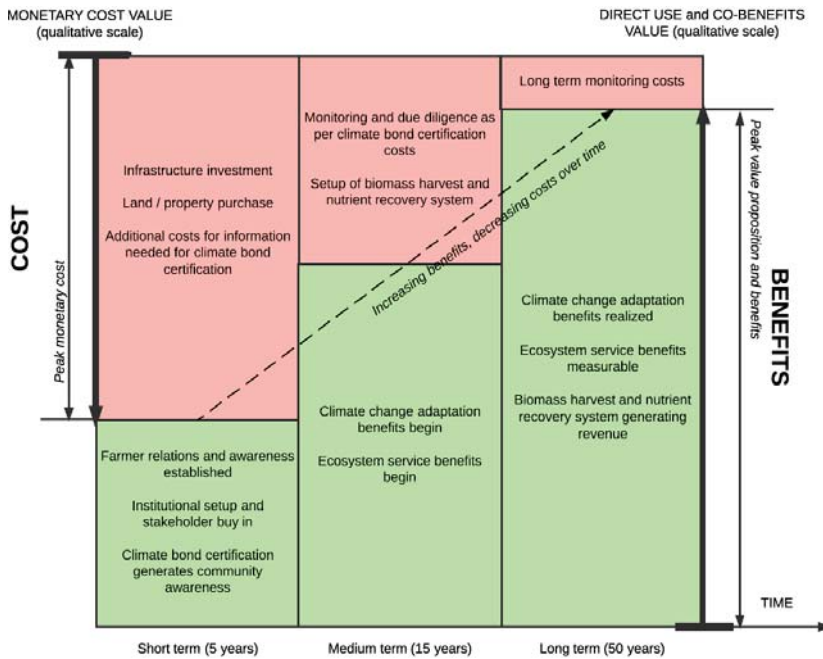 MONETARY COST VALUE
(qualitative scale)
DIRECT USE and CO-BENEFITS
VALUE (qualitative scale)
COST
Peak monetary cost
Infrastructure investment
Land / property purchase
Additional costs for information
needed for climate bond
certification
Farmer relations and awareness
established
Institutional setup and
stakeholder buy in
Climate bond certification
generates community
awareness
Monitoring and due diligence as
per climate bond certification
costs
Setup of biomass harvest and
nutrient recovery system
Increasing benefits, decreasing costs over time
Climate change adaptation
benefits begin
Ecosystem service benefits
begin
Long term monitoring costs
Climate change adaptation
benefits realized
Ecosystem service benefits
measurable
Biomass harvest and nutrient
recovery system generating
revenue
Peak value proposition and
benefits
BENEFITS
TIME
Short term (5 years)
Medium term (15 years)
Long term (50 years)